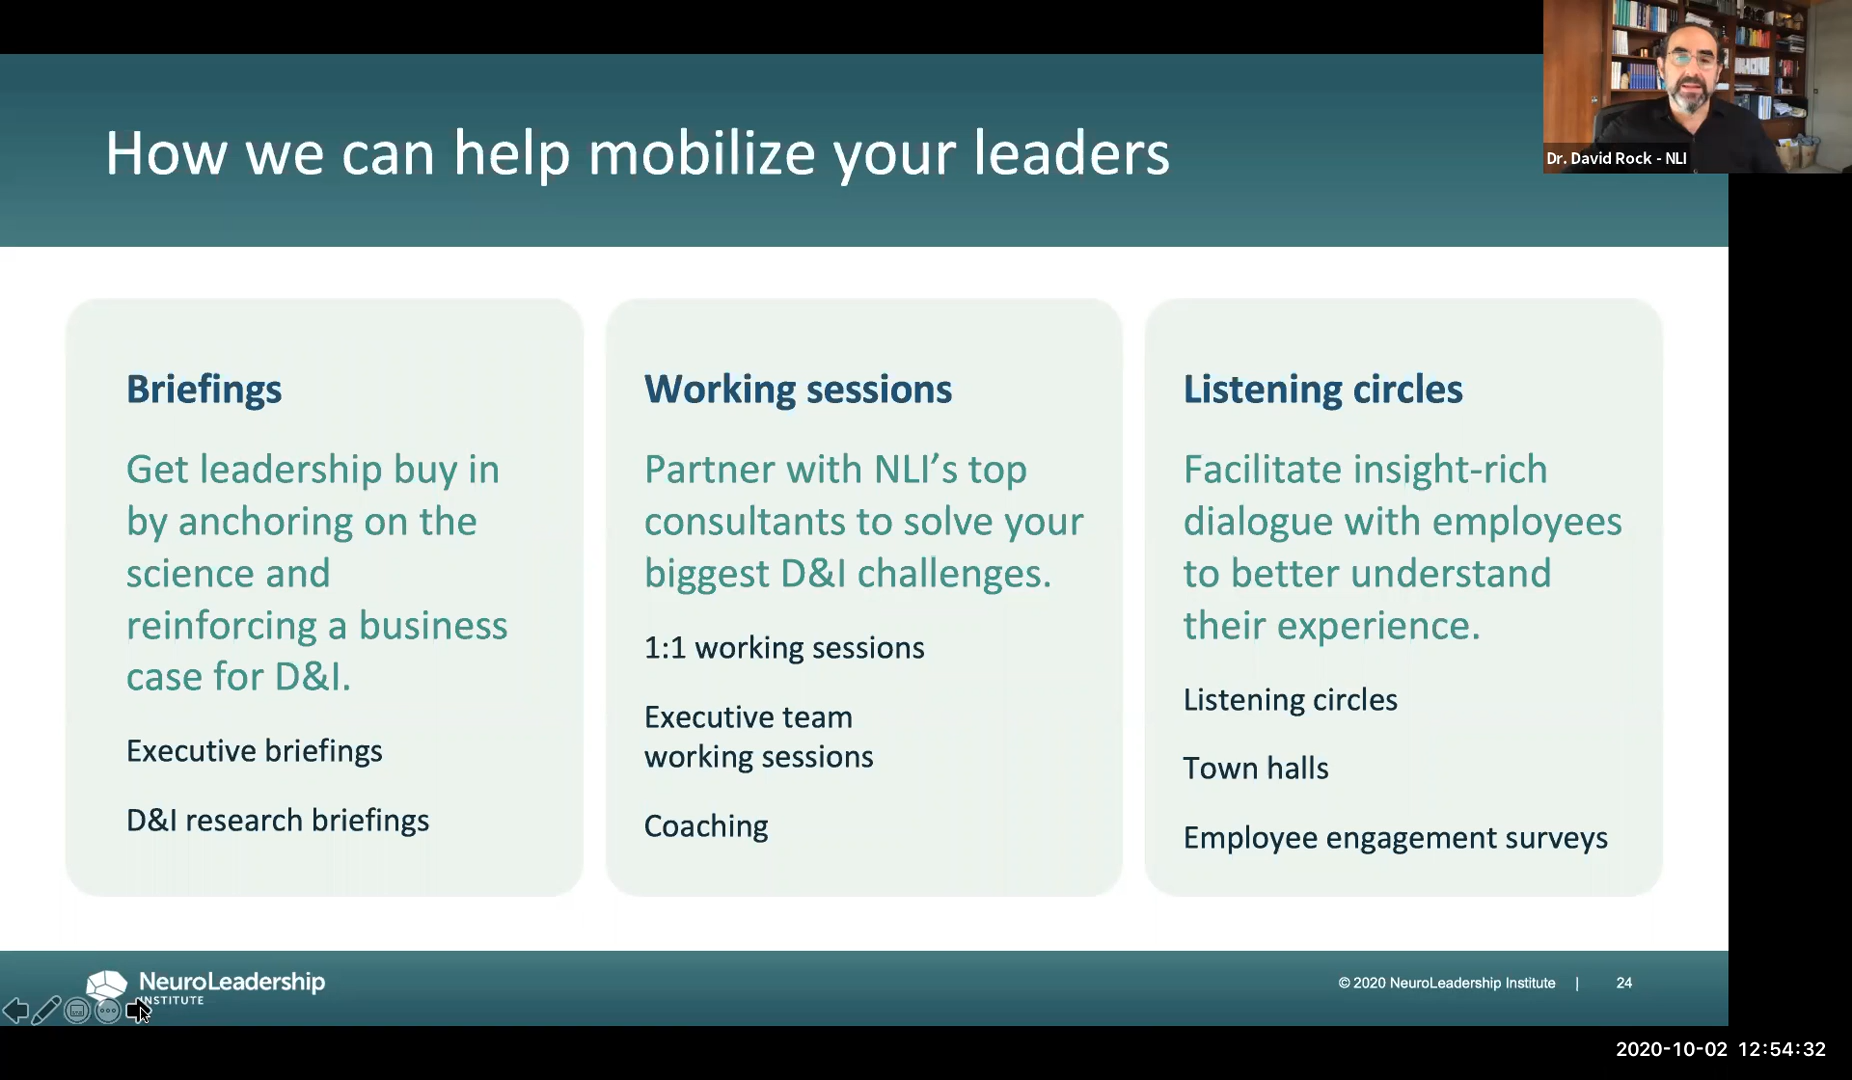 How we can help mobilize your leaders
Dr. David Rock - NLI
Briefings
Get leadership buy in
by anchoring on the
science and
reinforcing a business
case for D&I.
Executive briefings
D&I research briefings
Working sessions
Partner with NLI’s top
consultants to solve your
biggest D&I challenges.
1:1 working sessions
Executive team
working sessions
Coaching
Listening circles
Facilitate insight-rich
dialogue with employees
to better understand
their experience.
Listening circles
Town halls
Employee engagement surveys
NeuroLeadership
INSTITUTE
© 2020 NeuroLeadership Institute | 24
2020-10-02 12:54:32